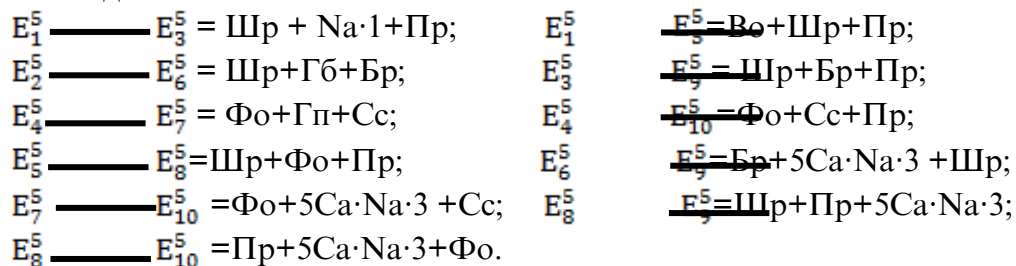 E₁⁵ —— E₃⁵ = Шр + Na·1+Пр; E₁⁵ —— E₅⁵=Во+Шр+Пр;
E₂⁵ —— E₆⁵ = Шр+Гб+Бр; E₃⁵ —— E₉⁵ = Шр+Бр+Пр;
E₄⁵ —— E₇⁵ = Фо+Гп+Сс; E₄⁵ —— E₁₀⁵=Фо+Сс+Пр;
E₅⁵ —— E₈⁵=Шр+Фо+Пр; E₆⁵ —— E₉⁵=Бр+5Ca·Na·3 +Шр;
E₇⁵ —— E₁₀⁵ =Фо+5Ca·Na·3 +Сс; E₈⁵ —— E₉⁵=Шр+Пр+5Ca·Na·3;
E₈⁵ —— E₁₀⁵ =Пр+5Ca·Na·3+Фо.